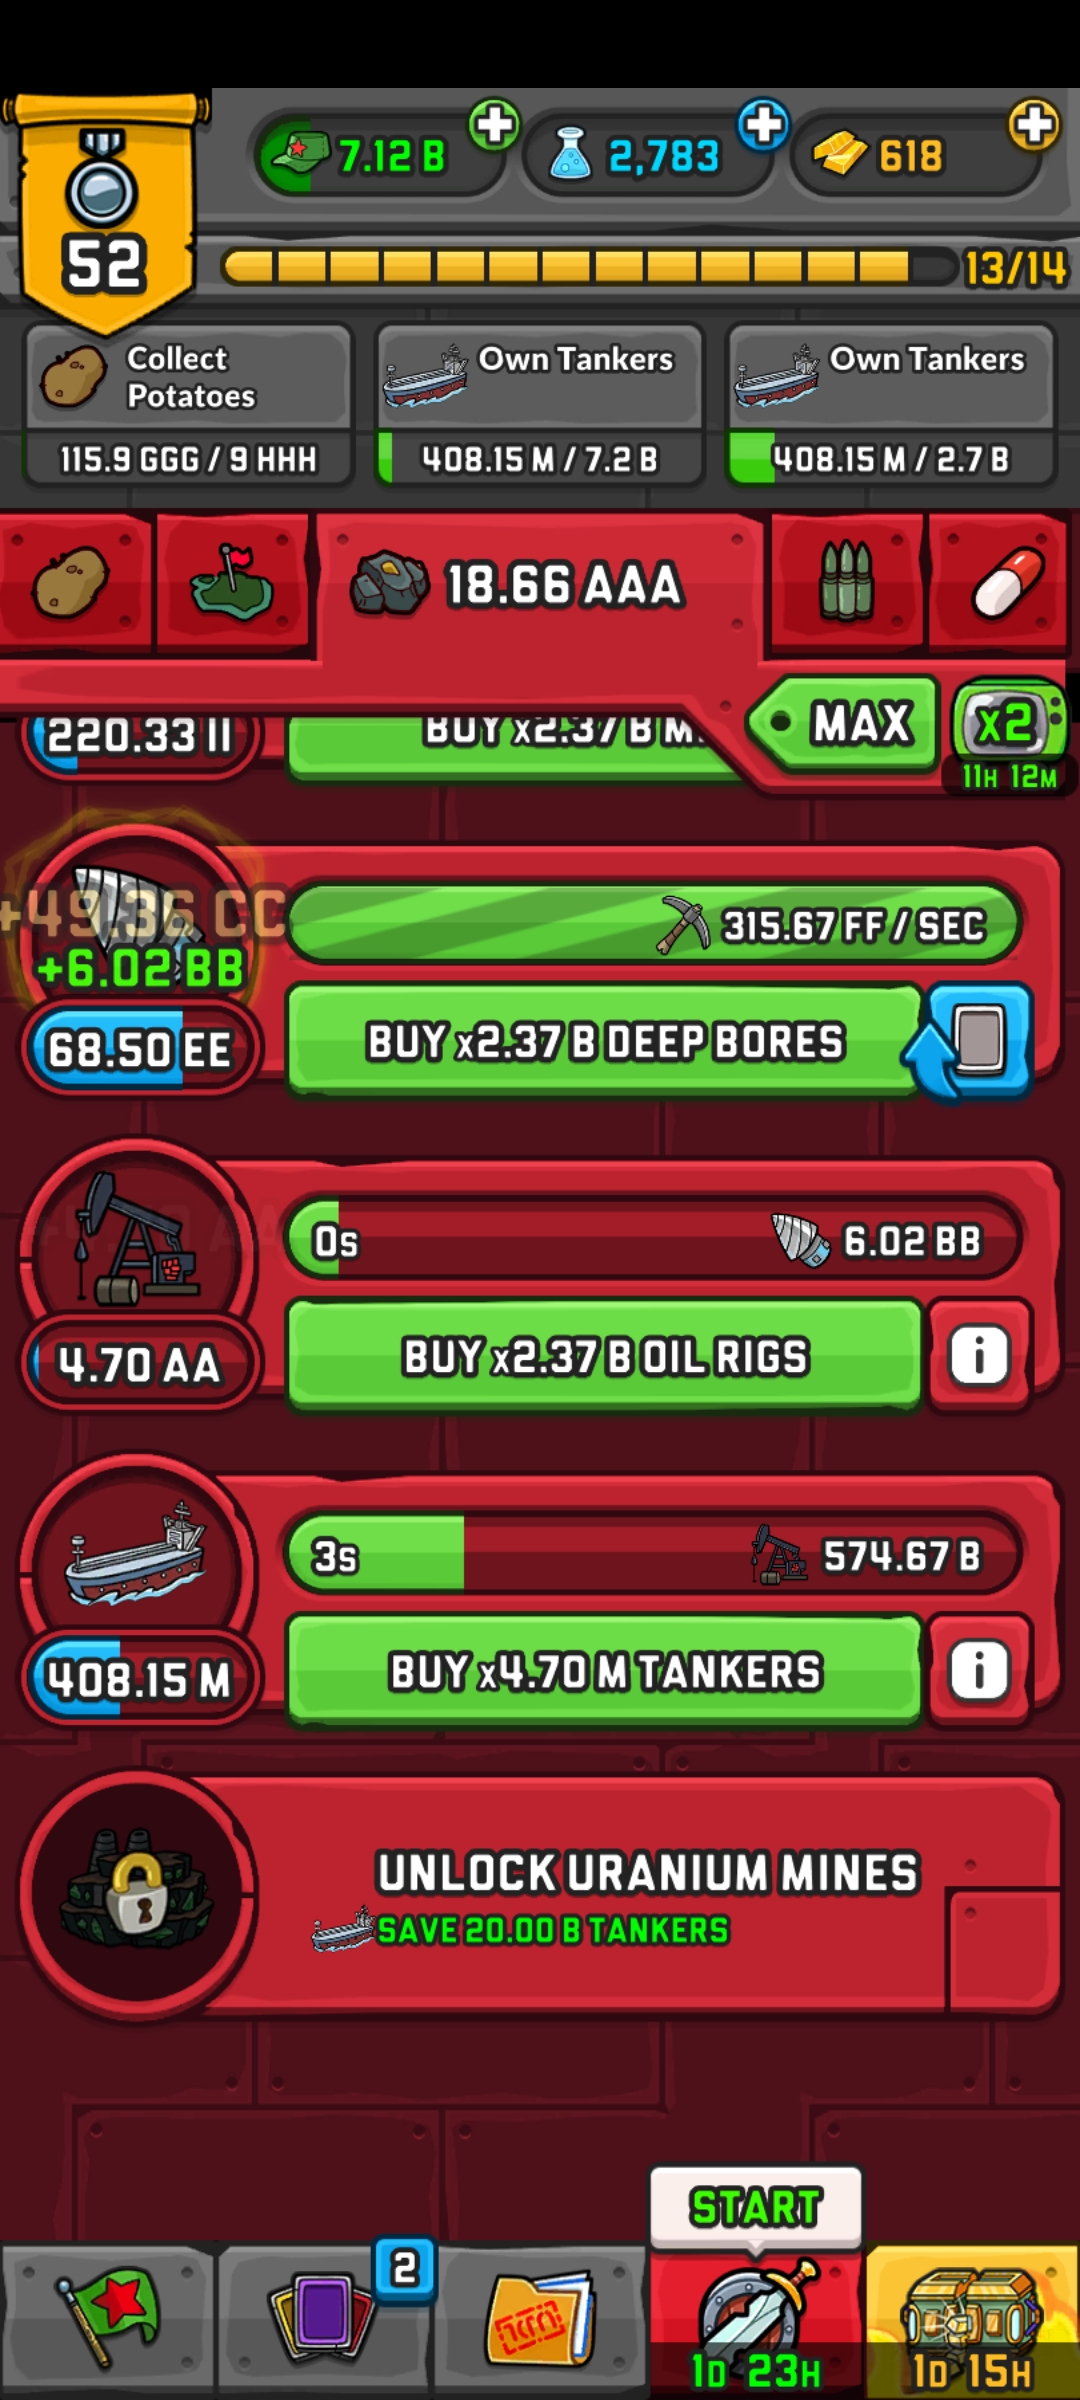 7.12 B
2,783
618
52
13/14
Collect
Potatoes
115.9 GGG / 9 HHH
Own Tankers
408.15 M / 7.2 B
Own Tankers
408.15 M / 2.7 B
18.66 AAA
MAX
x2
11H 12M
220.33 II
BUY x2.37 B M
+49.36 CC
+6.02 BB
315.67 FF / SEC
68.50 EE
BUY x2.37 B DEEP BORES
0s
6.02 BB
4.70 AA
BUY x2.37 B OIL RIGS
i
3s
574.67 B
408.15 M
BUY x4.70 M TANKERS
i
UNLOCK URANIUM MINES
SAVE 20.00 B TANKERS
START
2
1D 23H
1D 15H